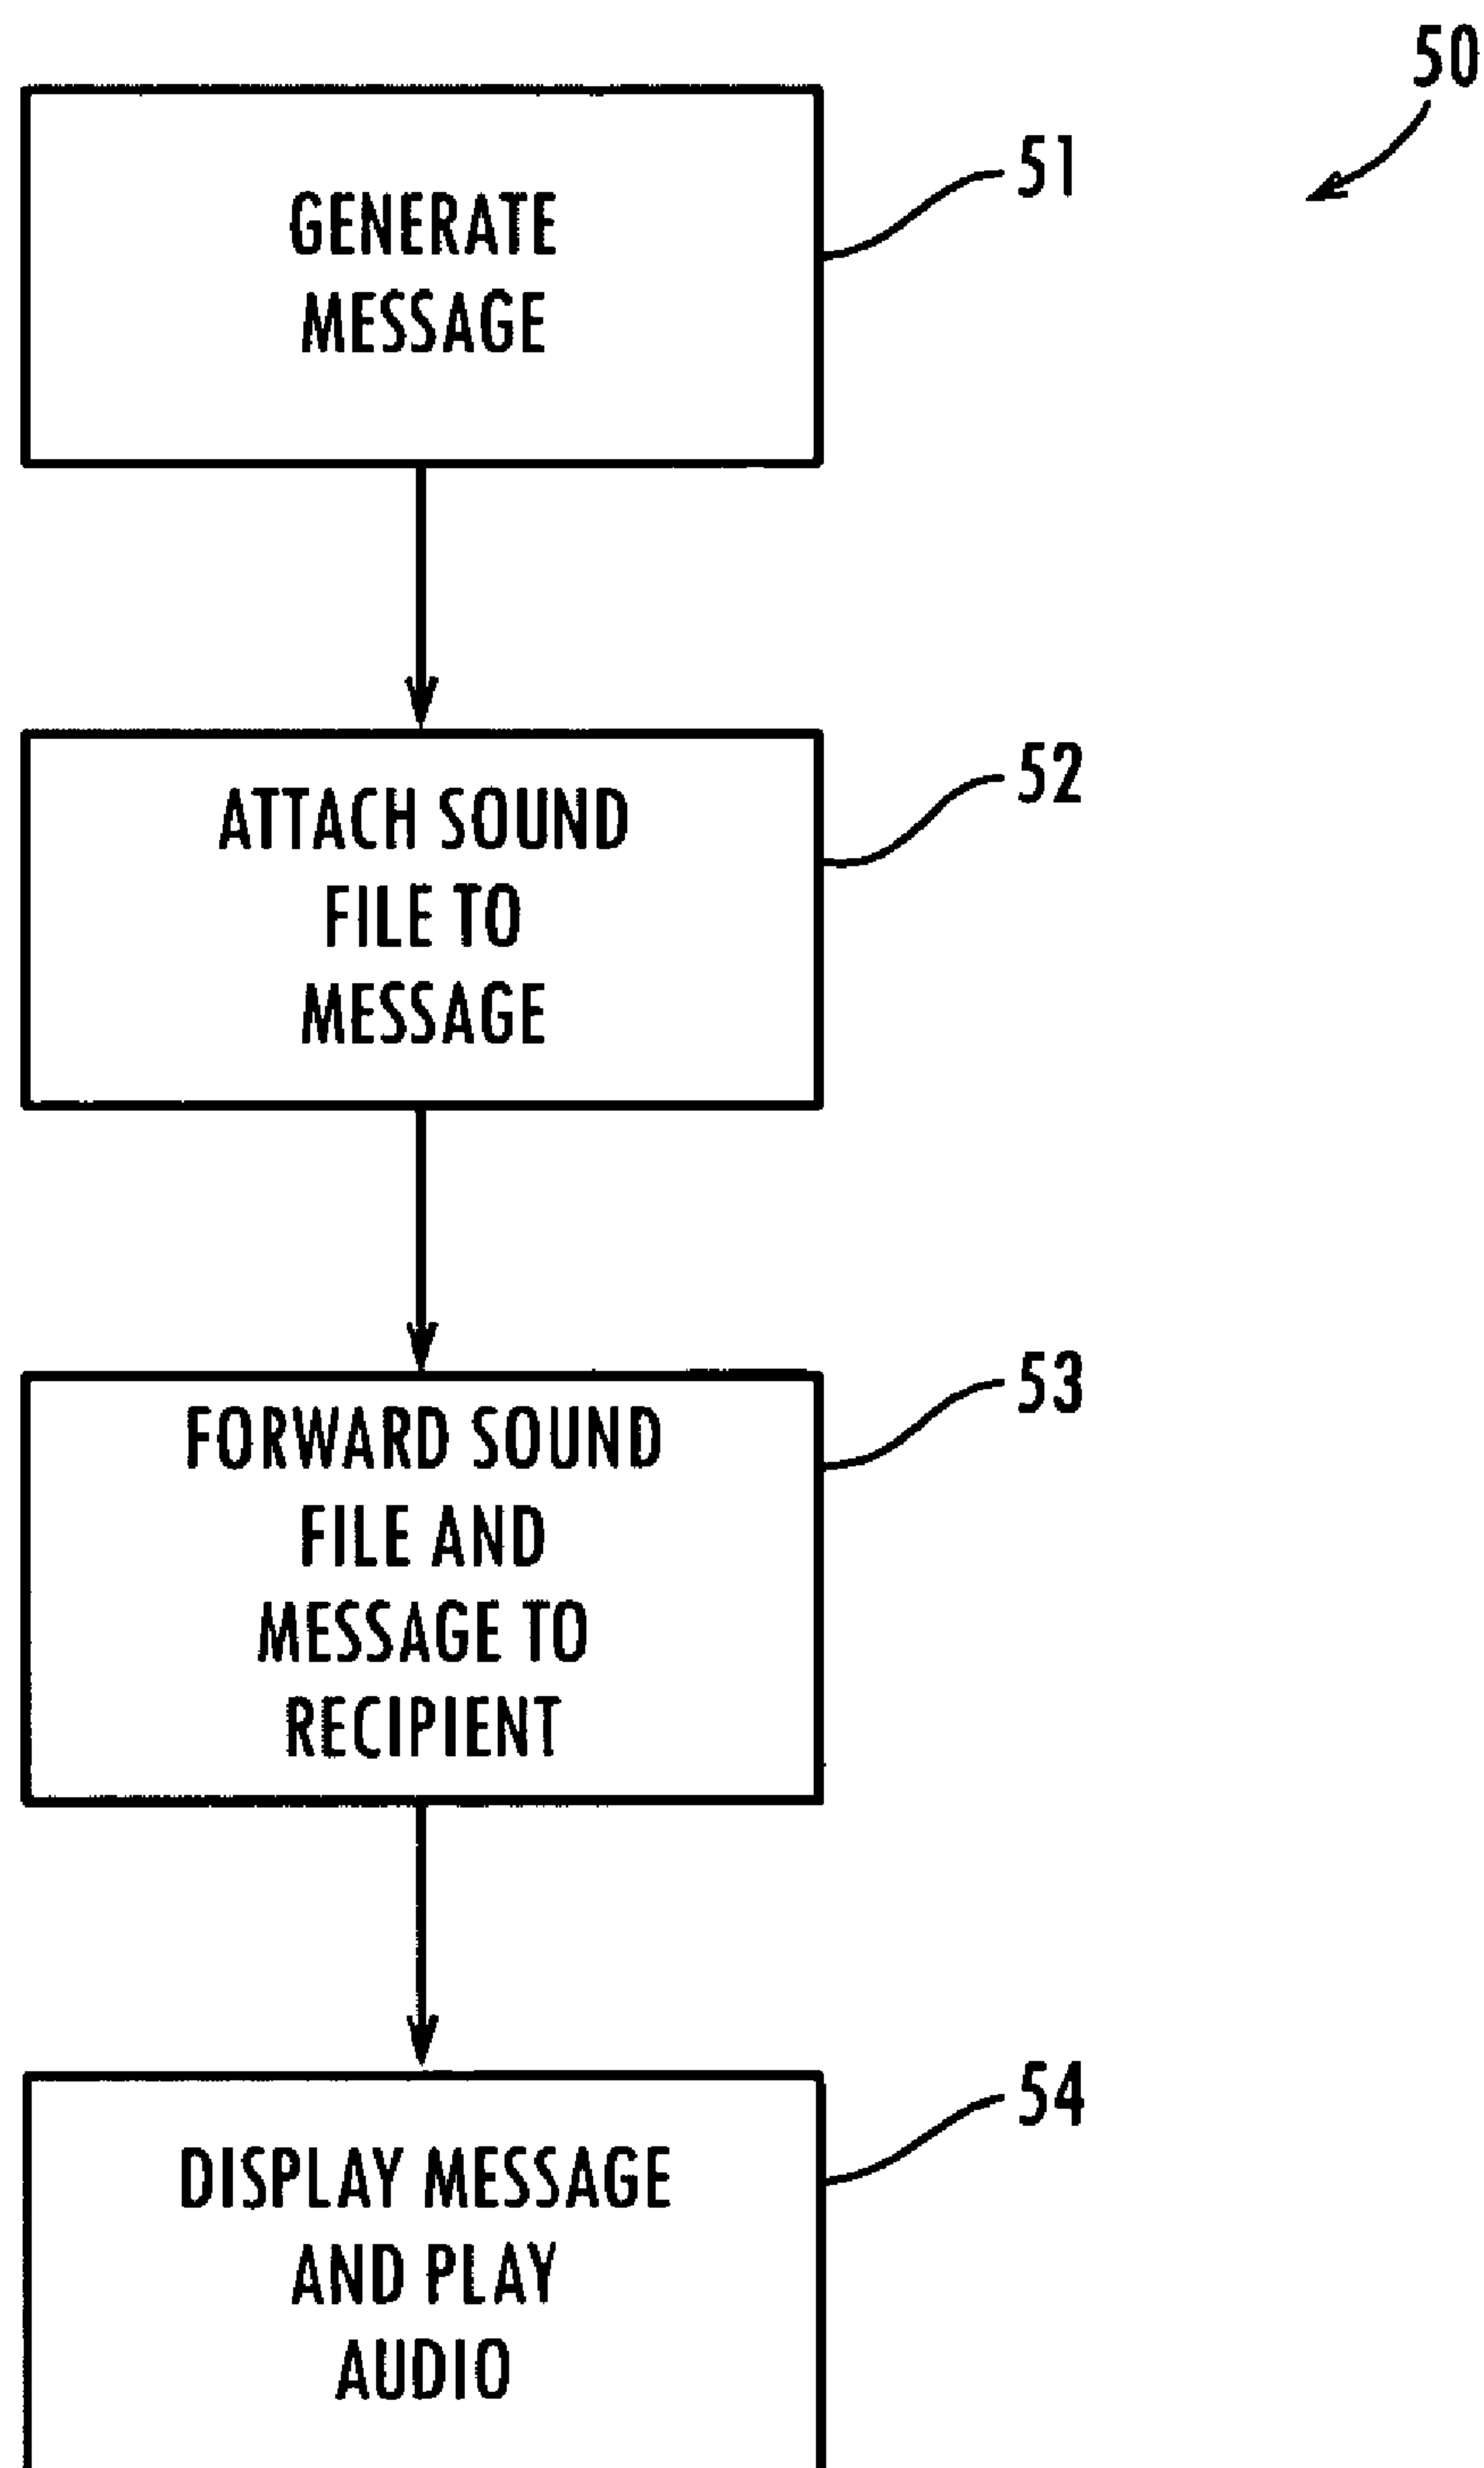 50
51
GENERATE
MESSAGE
52
ATTACH SOUND
FILE TO
MESSAGE
53
FORWARD SOUND
FILE AND
MESSAGE TO
RECIPIENT
54
DISPLAY MESSAGE
AND PLAY
AUDIO